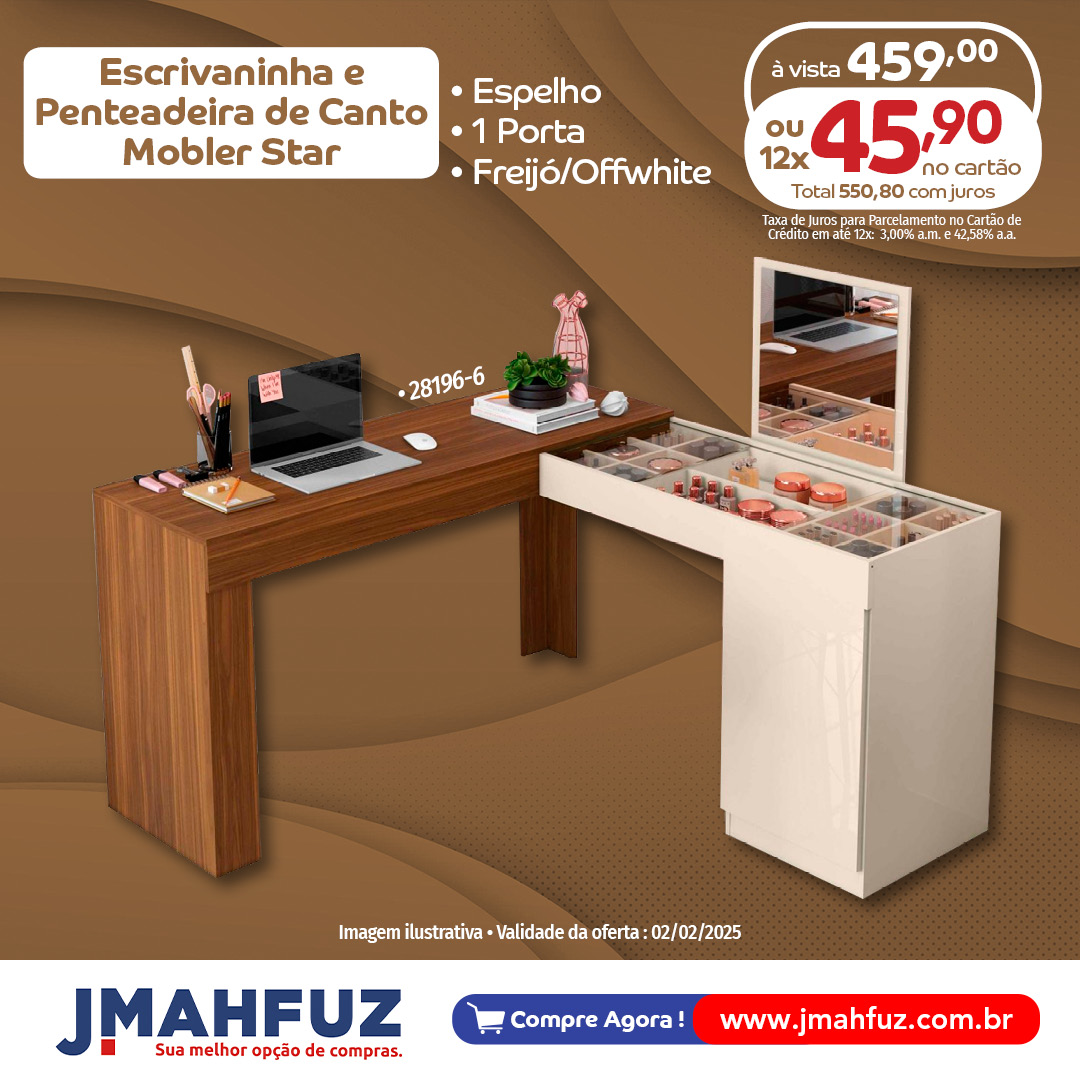 Escrivaninha e
Penteadeira de Canto
Mobler Star
• Espelho
• 1 Porta
• Freijó/Offwhite
à vista 459,00
ou
12x 45,90
no cartão
Total 550,80 com juros
Taxa de Juros para Parcelamento no Cartão de
Crédito em até 12x: 3,00% a.m. e 42,58% a.a.
• 28196-6
Imagem ilustrativa • Validade da oferta : 02/02/2025
JMAHFUZ
Sua melhor opção de compras.
Compre Agora !
www.jmahfuz.com.br